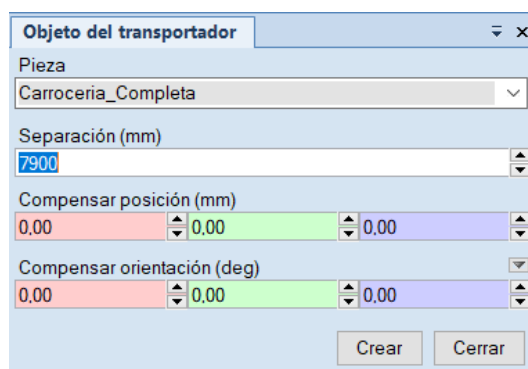 Objeto del transportador
Pieza
Carroceria_Completa
Separación (mm)
7900
Compensar posición (mm)
0,00 0,00 0,00
Compensar orientación (deg)
0,00 0,00 0,00
Crear Cerrar